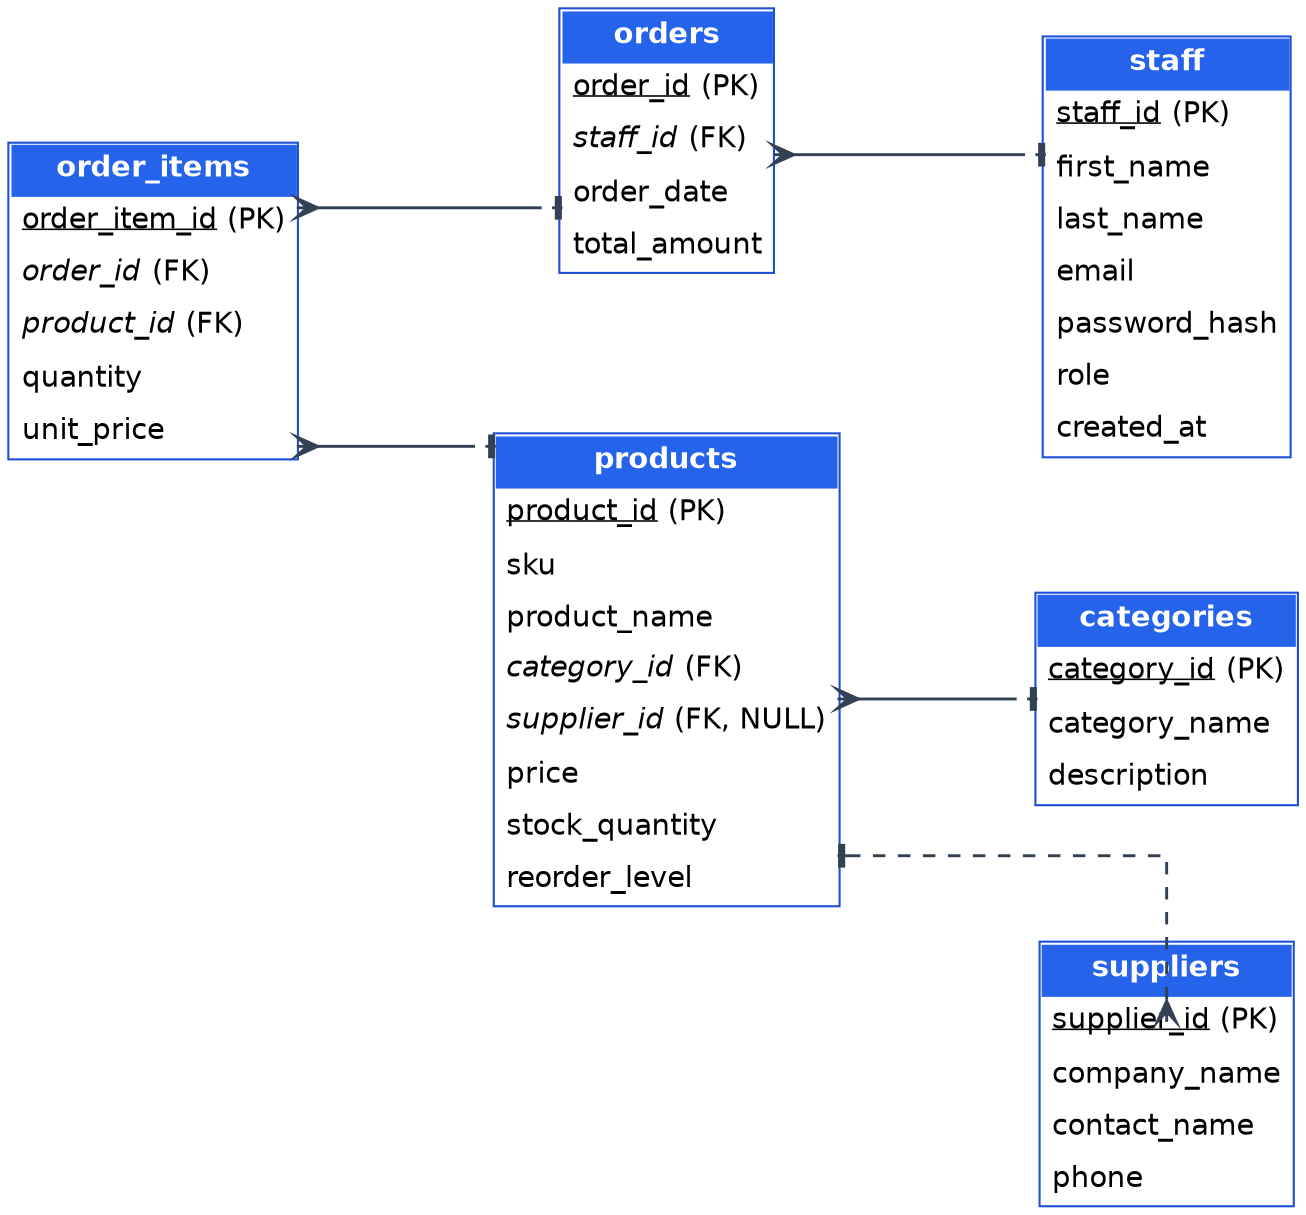 orders
order_id (PK)
staff_id (FK)
order_date
total_amount
staff
staff_id (PK)
first_name
last_name
email
password_hash
role
created_at
order_items
order_item_id (PK)
order_id (FK)
product_id (FK)
quantity
unit_price
products
product_id (PK)
sku
product_name
category_id (FK)
supplier_id (FK, NULL)
price
stock_quantity
reorder_level
categories
category_id (PK)
category_name
description
suppliers
supplier_id (PK)
company_name
contact_name
phone